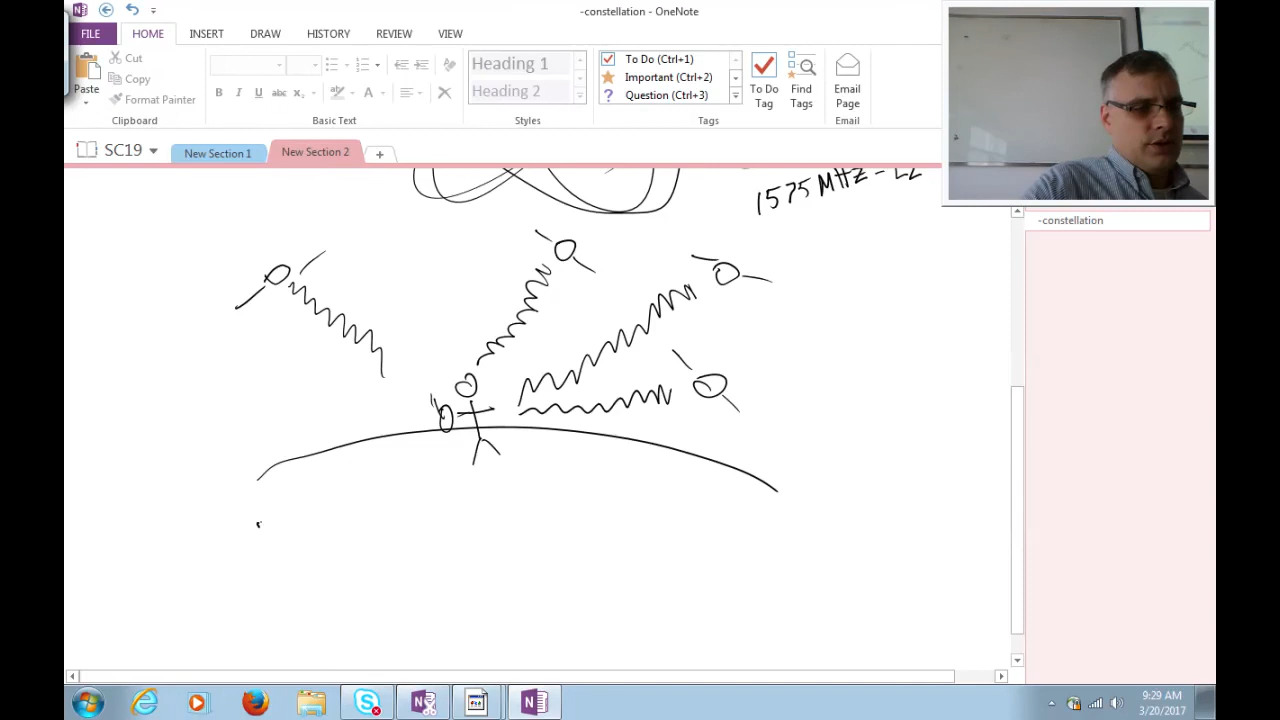 -constellation - OneNote
FILE HOME INSERT DRAW HISTORY REVIEW VIEW
Paste
Cut
Copy
Format Painter
Clipboard
B I U abc X₂
Basic Text
Heading 1
Heading 2
Styles
To Do (Ctrl+1)
Important (Ctrl+2)
Question (Ctrl+3)
To Do Tag
Find Tags
Tags
Email Page
Email
SC19 New Section 1 New Section 2
-constellation
1575 MHz -
9:29 AM
3/20/2017